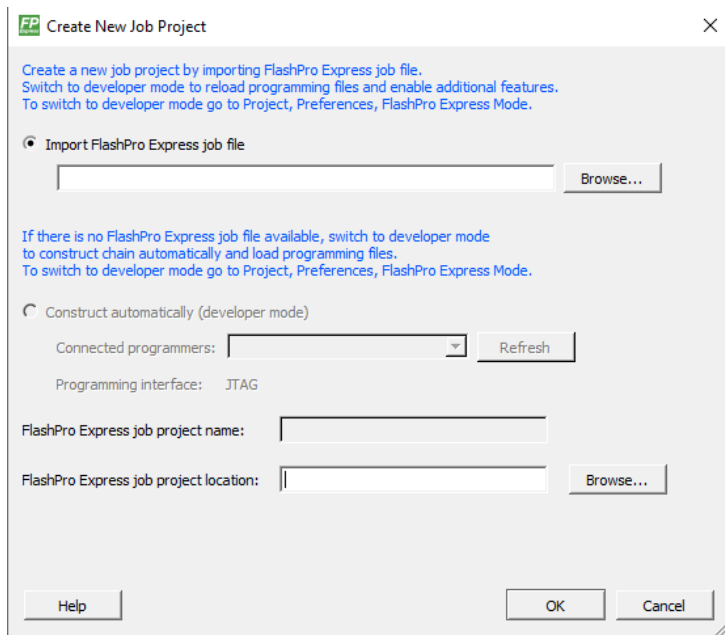 FP Express Create New Job Project
Create a new job project by importing FlashPro Express job file.
Switch to developer mode to reload programming files and enable additional features.
To switch to developer mode go to Project, Preferences, FlashPro Express Mode.
Import FlashPro Express job file
Browse...
If there is no FlashPro Express job file available, switch to developer mode
to construct chain automatically and load programming files.
To switch to developer mode go to Project, Preferences, FlashPro Express Mode.
Construct automatically (developer mode)
Connected programmers: Refresh
Programming interface: JTAG
FlashPro Express job project name:
FlashPro Express job project location: Browse...
Help OK Cancel